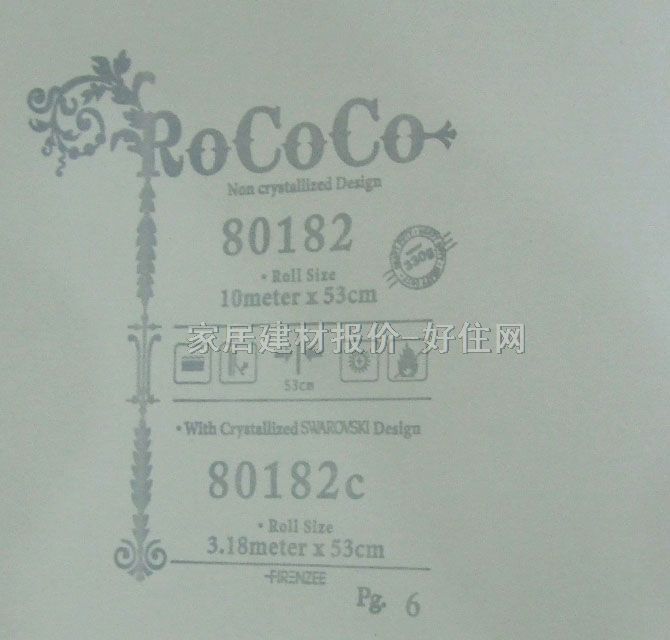 RoCoCo
Non crystallized Design
80182
• Roll Size
10meter x 53cm
330g
家居建材报价-好住网
53cm
• With Crystallized SWAROVSKI Design
80182c
• Roll Size
3.18meter x 53cm
FIRENZEE
Pg. 6